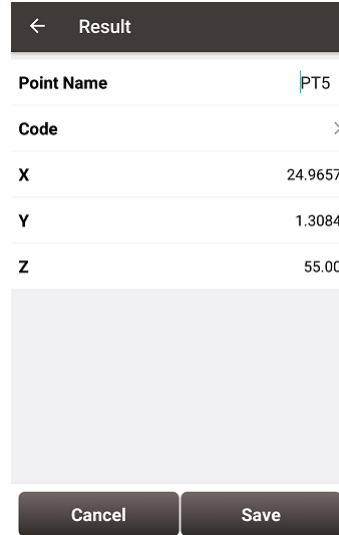 Result
Point Name PT5
Code
X 24.9657
Y 1.3084
Z 55.00
Cancel Save